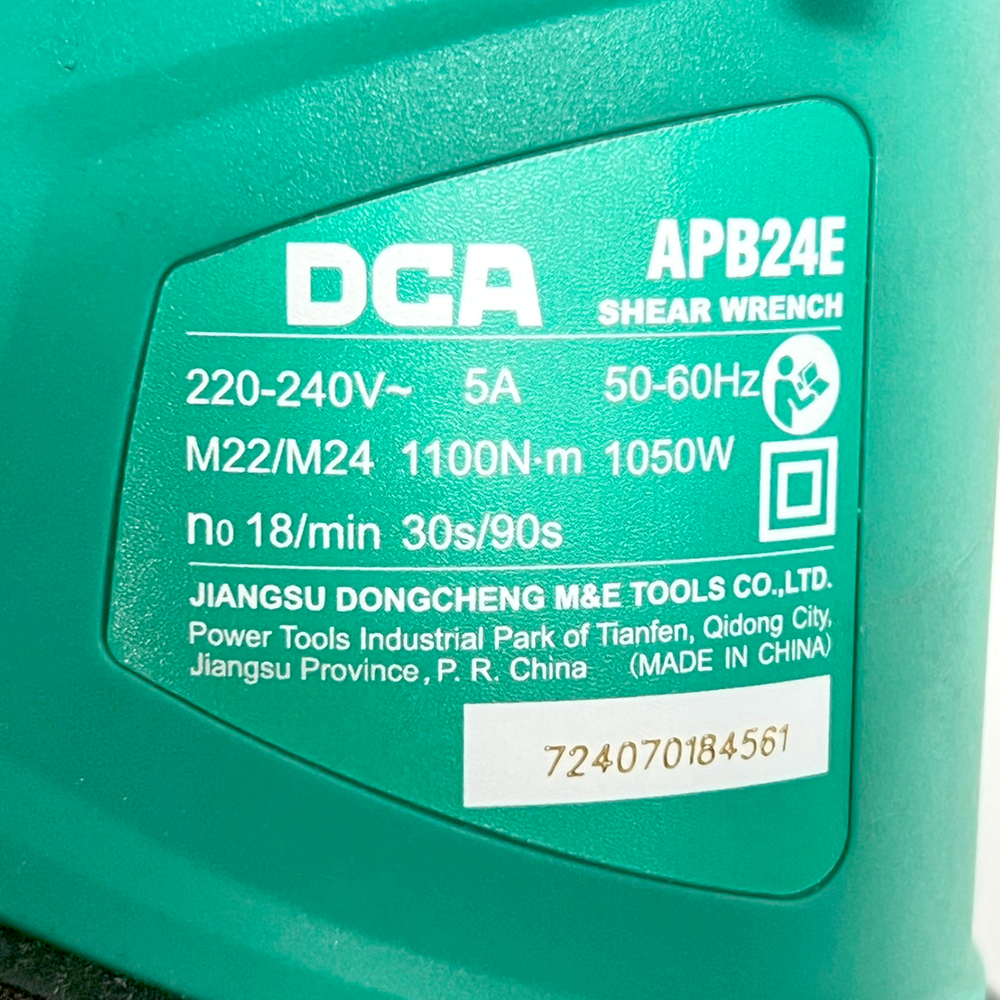 DCA APB24E
SHEAR WRENCH
220-240V~ 5A 50-60Hz
M22/M24 1100N·m 1050W
n0 18/min 30s/90s
JIANGSU DONGCHENG M&E TOOLS CO.,LTD.
Power Tools Industrial Park of Tianfen, Qidong City,
Jiangsu Province, P. R. China (MADE IN CHINA)
724070184561